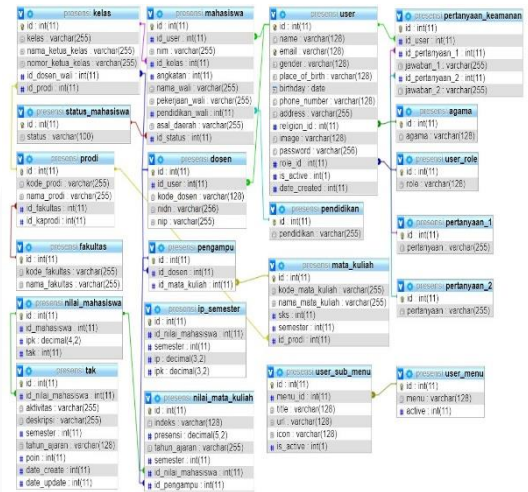 presensi kelas
id : int(11)
kelas : varchar(255)
nama_ketua_kelas : varchar(255)
nomor_ketua_kelas : varchar(255)
id_dosen_wali : int(11)
id_prodi : int(11)
presensi status_mahasiswa
id : int(11)
status : varchar(100)
presensi prodi
id : int(11)
kode_prodi : varchar(255)
nama_prodi : varchar(255)
id_fakultas : int(11)
id_kaprodi : int(11)
presensi fakultas
id : int(11)
kode_fakultas : varchar(255)
nama_fakultas : varchar(255)
presensi nilai_mahasiswa
id : int(11)
id_mahasiswa : int(11)
ipk : decimal(4,2)
tak : int(11)
presensi tak
id : int(11)
id_nilai_mahasiswa : int(11)
aktivitas : varchar(255)
deskripsi : varchar(255)
semester : int(11)
tahun_ajaran : varchar(128)
poin : int(11)
date_create : int(11)
date_update : int(11)
presensi mahasiswa
id : int(11)
id_user : int(11)
nim : varchar(255)
id_kelas : int(11)
angkatan : int(11)
nama_wali : varchar(255)
pekerjaan_wali : varchar(255)
pendidikan_wali : int(11)
asal_daerah : varchar(255)
id_status : int(11)
presensi dosen
id : int(11)
id_user : int(11)
kode_dosen : varchar(128)
nidn : varchar(256)
nip : varchar(255)
presensi pengampu
id : int(11)
id_dosen : int(11)
id_mata_kuliah : int(11)
presensi ip_semester
id : int(11)
id_nilai_mahasiswa : int(11)
semester : int(11)
ip : decimal(3,2)
ipk : decimal(3,2)
presensi nilai_mata_kuliah
id : int(11)
indeks : varchar(128)
presensi : decimal(5,2)
tahun_ajaran : varchar(255)
semester : int(11)
id_nilai_mahasiswa : int(11)
id_pengampu : int(11)
presensi user
id : int(11)
name : varchar(128)
email : varchar(128)
gender : varchar(128)
place_of_birth : varchar(128)
birthday : date
phone_number : varchar(128)
address : varchar(255)
religion_id : int(11)
image : varchar(128)
password : varchar(256)
role_id : int(11)
is_active : int(1)
date_created : int(11)
presensi pendidikan
id : int(11)
pendidikan : varchar(255)
presensi mata_kuliah
id : int(11)
kode_mata_kuliah : varchar(255)
nama_mata_kuliah : varchar(255)
sks : int(11)
semester : int(11)
id_prodi : int(11)
presensi user_sub_menu
id : int(11)
menu_id : int(11)
title : varchar(128)
url : varchar(128)
icon : varchar(128)
is_active : int(1)
presensi pertanyaan_keamanan
id : int(11)
id_user : int(11)
id_pertanyaan_1 : int(11)
jawaban_1 : varchar(255)
id_pertanyaan_2 : int(11)
jawaban_2 : varchar(255)
presensi agama
id : int(11)
agama : varchar(128)
presensi user_role
id : int(11)
role : varchar(128)
presensi pertanyaan_1
id : int(11)
pertanyaan : varchar(255)
presensi pertanyaan_2
id : int(11)
pertanyaan : varchar(255)
presensi user_menu
id : int(11)
menu : varchar(128)
active : int(11)